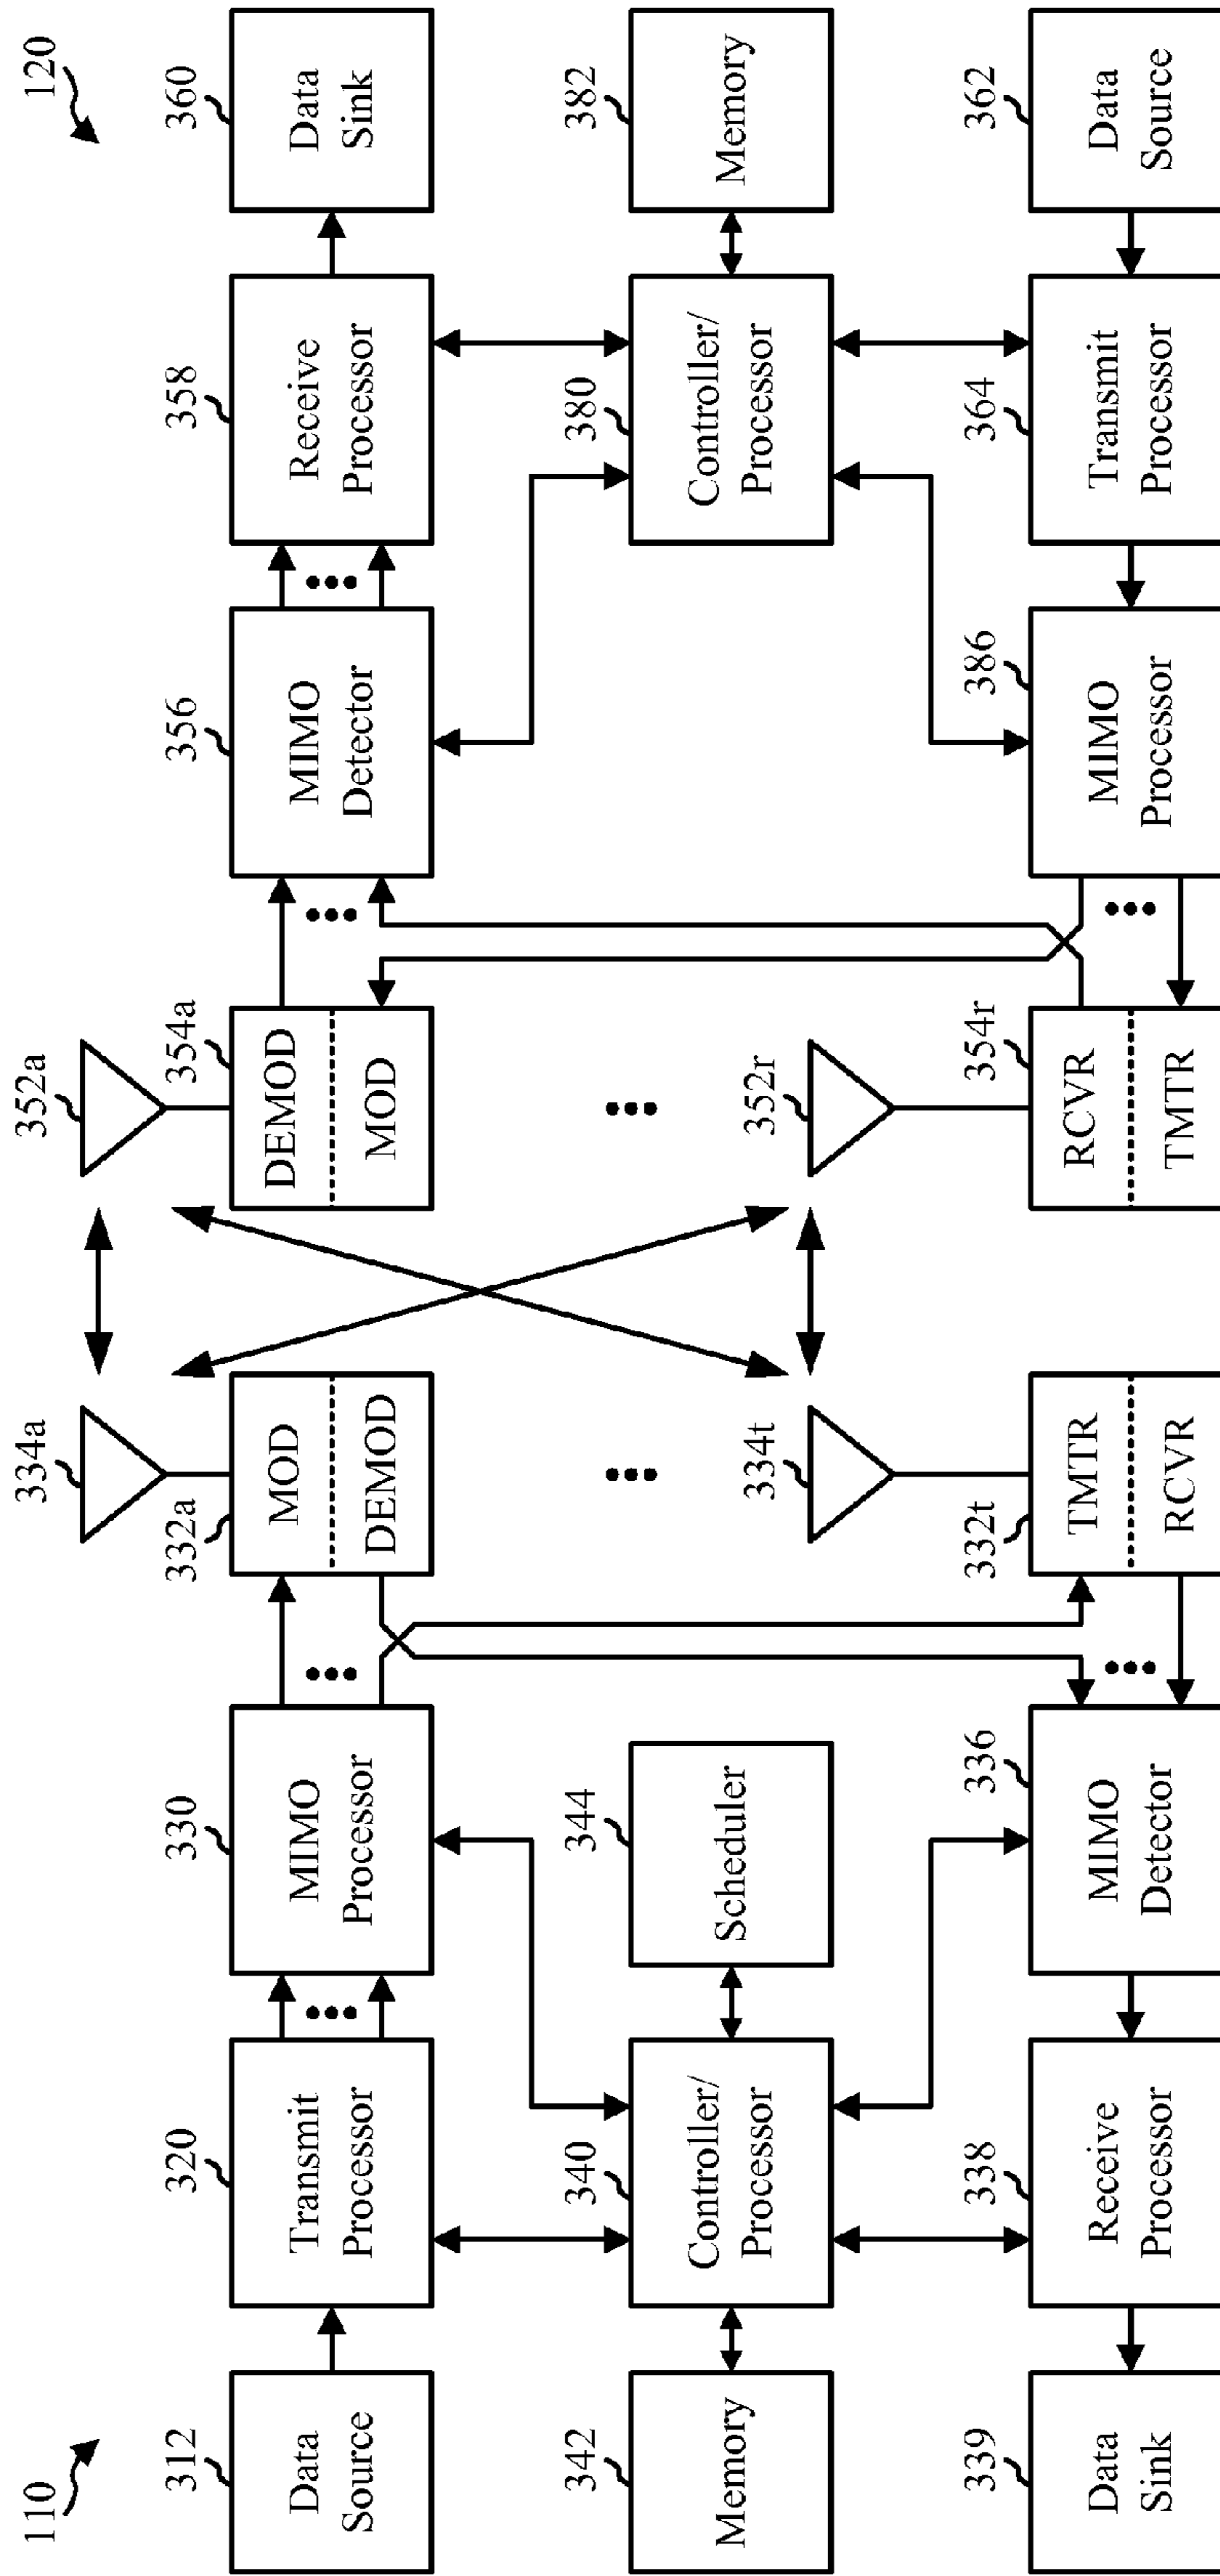 110
120
334a
352a
312
Data
Source
320
Transmit
Processor
330
MIMO
Processor
332a
MOD
DEMOD
354a
DEMOD
MOD
356
MIMO
Detector
358
Receive
Processor
360
Data
Sink
342
Memory
340
Controller/
Processor
344
Scheduler
334t
352r
380
Controller/
Processor
382
Memory
339
Data
Sink
338
Receive
Processor
336
MIMO
Detector
332t
TMTR
RCVR
354r
RCVR
TMTR
386
MIMO
Processor
364
Transmit
Processor
362
Data
Source